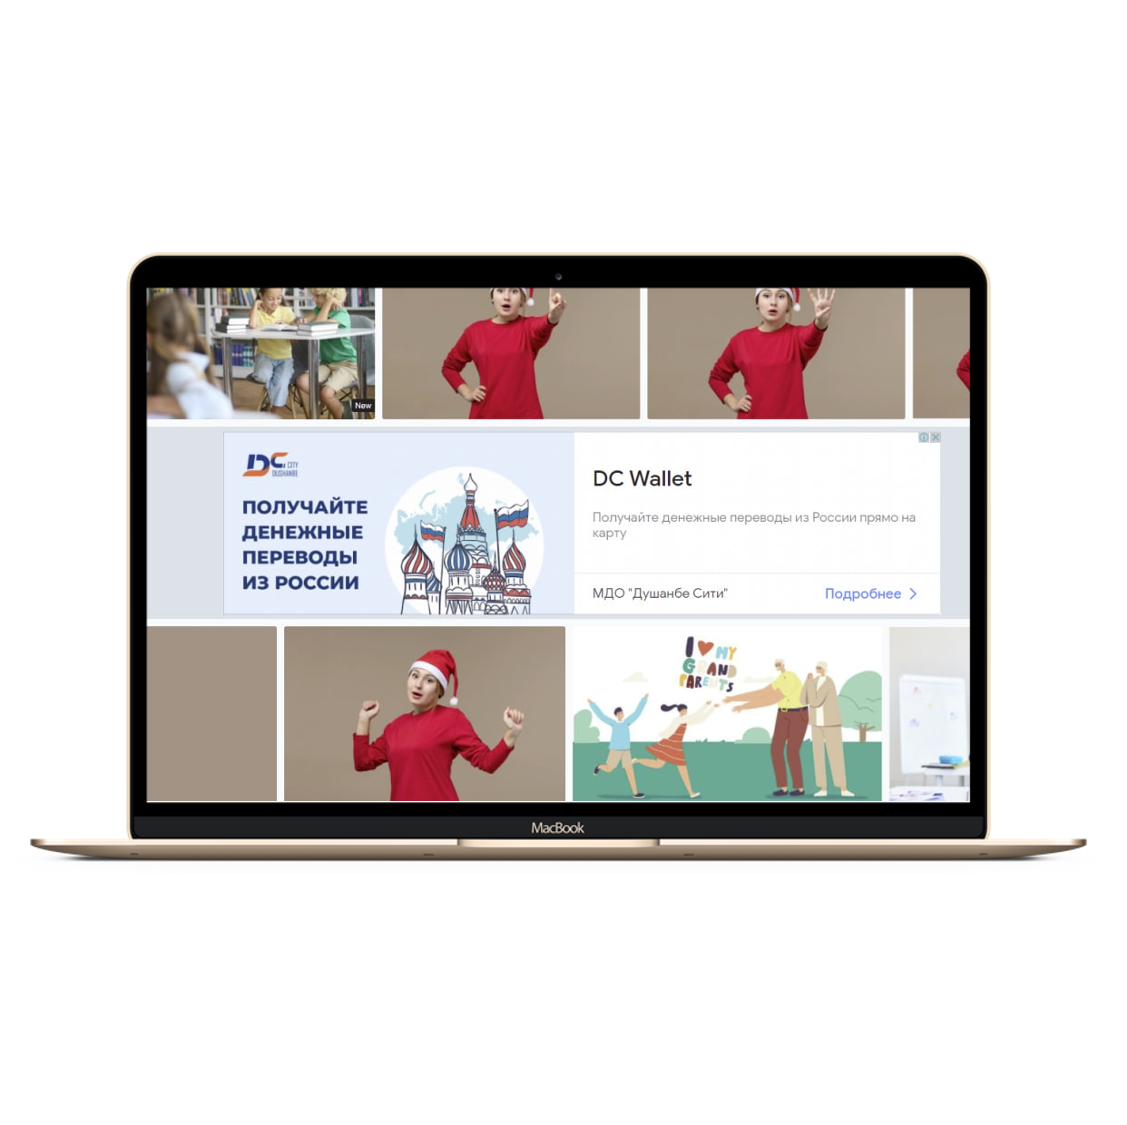 New
DC CITY
DUSHANBE
ПОЛУЧАЙТЕ
ДЕНЕЖНЫЕ
ПЕРЕВОДЫ
ИЗ РОССИИ
DC Wallet
Получайте денежные переводы из России прямо на
карту
МДО "Душанбе Сити"
Подробнее
I MY
GRAND
PARENTS
MacBook